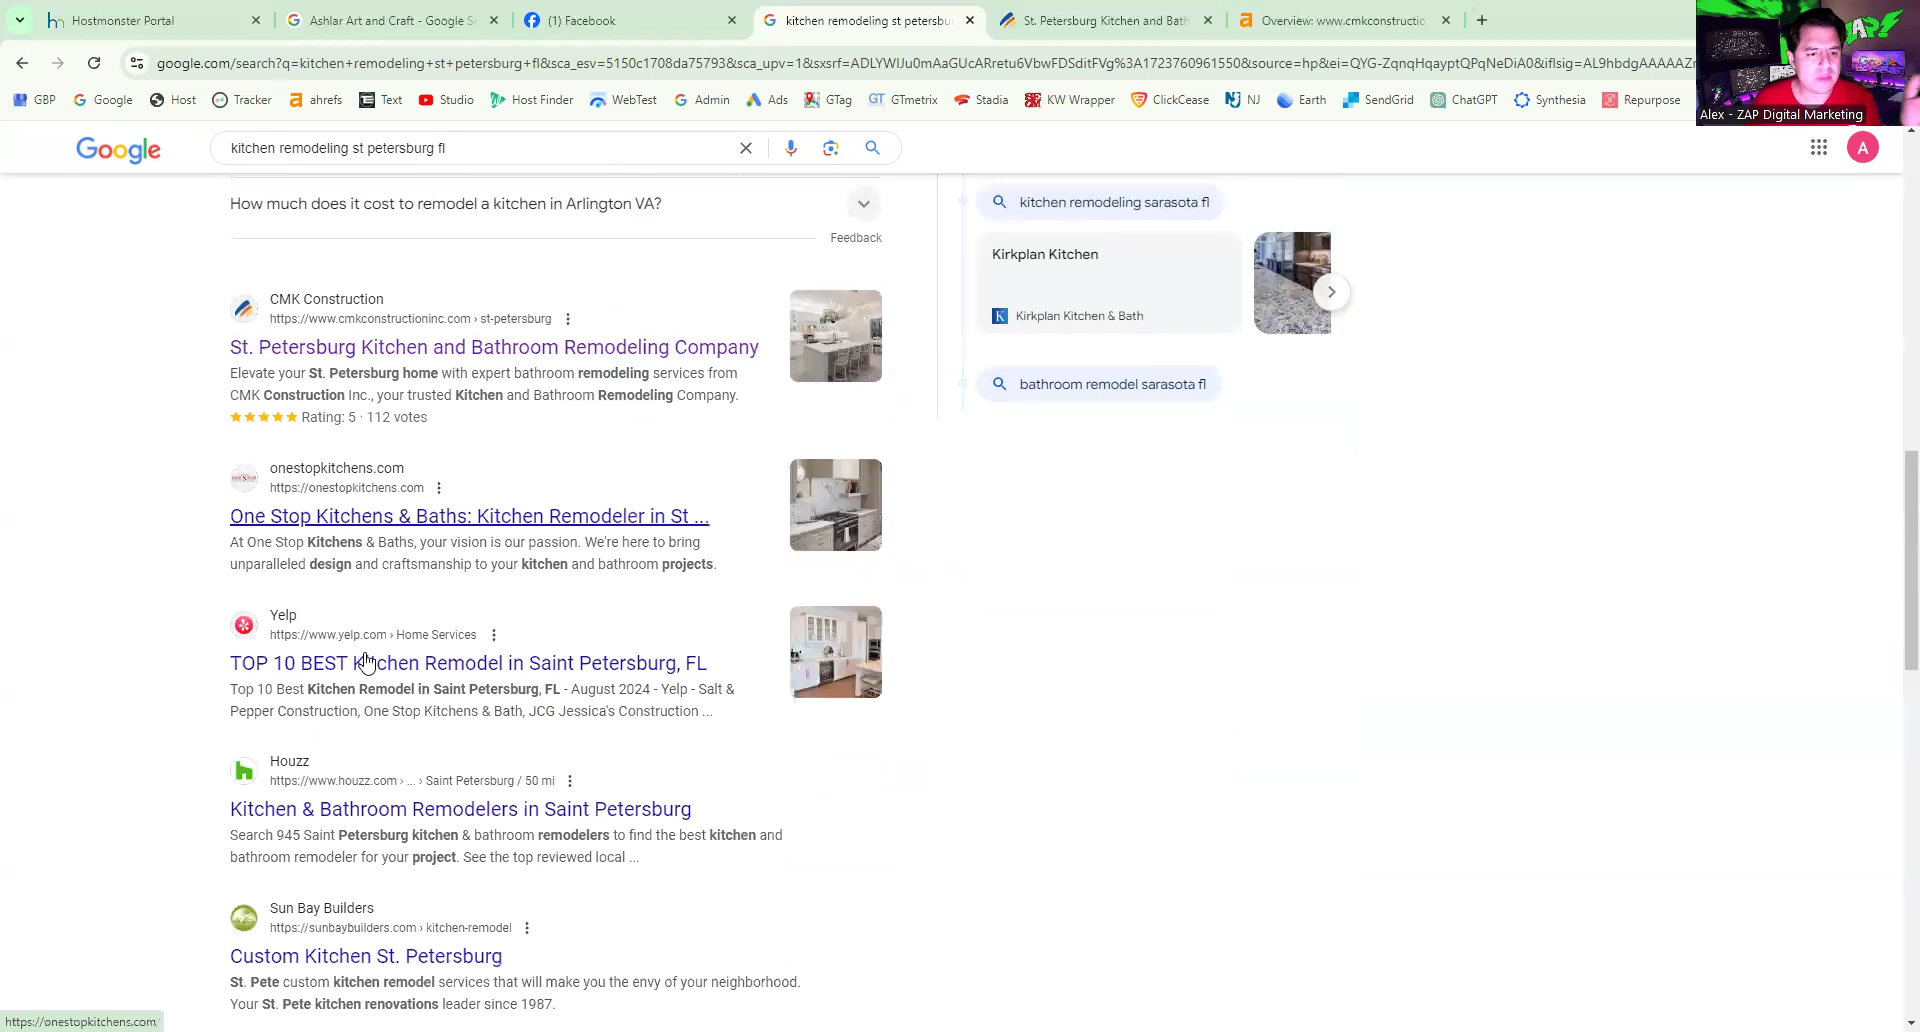 Hostmonster Portal
Ashlar Art and Craft - Google Se
(1) Facebook
kitchen remodeling st petersbu
St. Petersburg Kitchen and Bath
Overview: www.cmkconstructio
google.com/search?q=kitchen+remodeling+st+petersburg+fl&sca_esv=5150c1708da75793&sca_upv=1&sxsrf=ADLYWIJu0mAaGUcARretu6VbwFDSditFVg%3A1723760961550&source=hp&ei=QYG-ZqnqHqayptQPqNeDiA0&iflsig=AL9hbdgAAAAAZr
GBP
Google
Host
Tracker
ahrefs
Text
Studio
Host Finder
WebTest
Admin
Ads
GTag
GTmetrix
Stadia
KW Wrapper
ClickCease
NJ
Earth
SendGrid
ChatGPT
Synthesia
Repurpose
ZAP!
Alex - ZAP Digital Marketing
Google
kitchen remodeling st petersburg fl
A
How much does it cost to remodel a kitchen in Arlington VA?
Feedback
CMK Construction
https://www.cmkconstructioninc.com › st-petersburg
St. Petersburg Kitchen and Bathroom Remodeling Company
Elevate your St. Petersburg home with expert bathroom remodeling services from
CMK Construction Inc., your trusted Kitchen and Bathroom Remodeling Company.
Rating: 5 · 112 votes
onestopkitchens.com
https://onestopkitchens.com
One Stop Kitchens & Baths: Kitchen Remodeler in St ...
At One Stop Kitchens & Baths, your vision is our passion. We're here to bring
unparalleled design and craftsmanship to your kitchen and bathroom projects.
Yelp
https://www.yelp.com › Home Services
TOP 10 BEST Kitchen Remodel in Saint Petersburg, FL
Top 10 Best Kitchen Remodel in Saint Petersburg, FL - August 2024 - Yelp - Salt &
Pepper Construction, One Stop Kitchens & Bath, JCG Jessica's Construction ...
Houzz
https://www.houzz.com › ... › Saint Petersburg / 50 mi
Kitchen & Bathroom Remodelers in Saint Petersburg
Search 945 Saint Petersburg kitchen & bathroom remodelers to find the best kitchen and
bathroom remodeler for your project. See the top reviewed local ...
Sun Bay Builders
https://sunbaybuilders.com › kitchen-remodel
Custom Kitchen St. Petersburg
St. Pete custom kitchen remodel services that will make you the envy of your neighborhood.
Your St. Pete kitchen renovations leader since 1987.
kitchen remodeling sarasota fl
Kirkplan Kitchen
K
Kirkplan Kitchen & Bath
bathroom remodel sarasota fl
https://onestopkitchens.com/